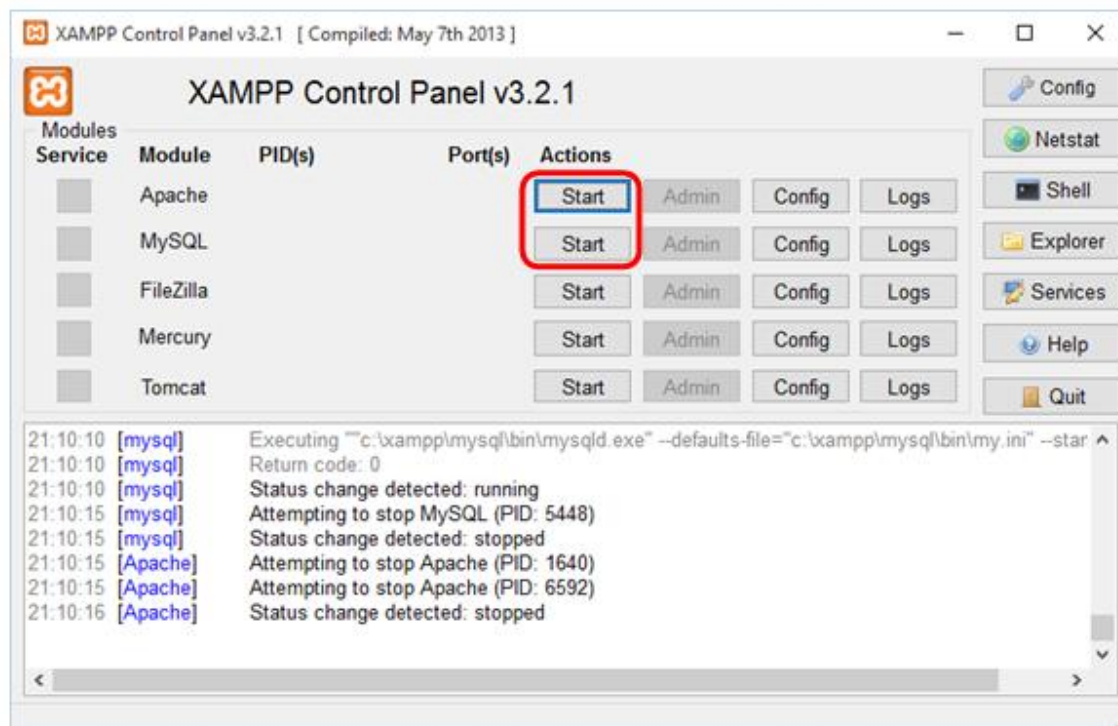 XAMPP Control Panel v3.2.1 [ Compiled: May 7th 2013 ]
XAMPP Control Panel v3.2.1
Config
Modules
Netstat
Service Module PID(s) Port(s) Actions
Apache Start Admin Config Logs
Shell
MySQL Start Admin Config Logs
Explorer
FileZilla Start Admin Config Logs
Services
Mercury Start Admin Config Logs
Help
Tomcat Start Admin Config Logs
Quit
21:10:10 [mysql] Executing ""c:\xampp\mysql\bin\mysqld.exe" --defaults-file="c:\xampp\mysql\bin\my.ini" --star
21:10:10 [mysql] Return code: 0
21:10:10 [mysql] Status change detected: running
21:10:15 [mysql] Attempting to stop MySQL (PID: 5448)
21:10:15 [mysql] Status change detected: stopped
21:10:15 [Apache] Attempting to stop Apache (PID: 1640)
21:10:15 [Apache] Attempting to stop Apache (PID: 6592)
21:10:16 [Apache] Status change detected: stopped